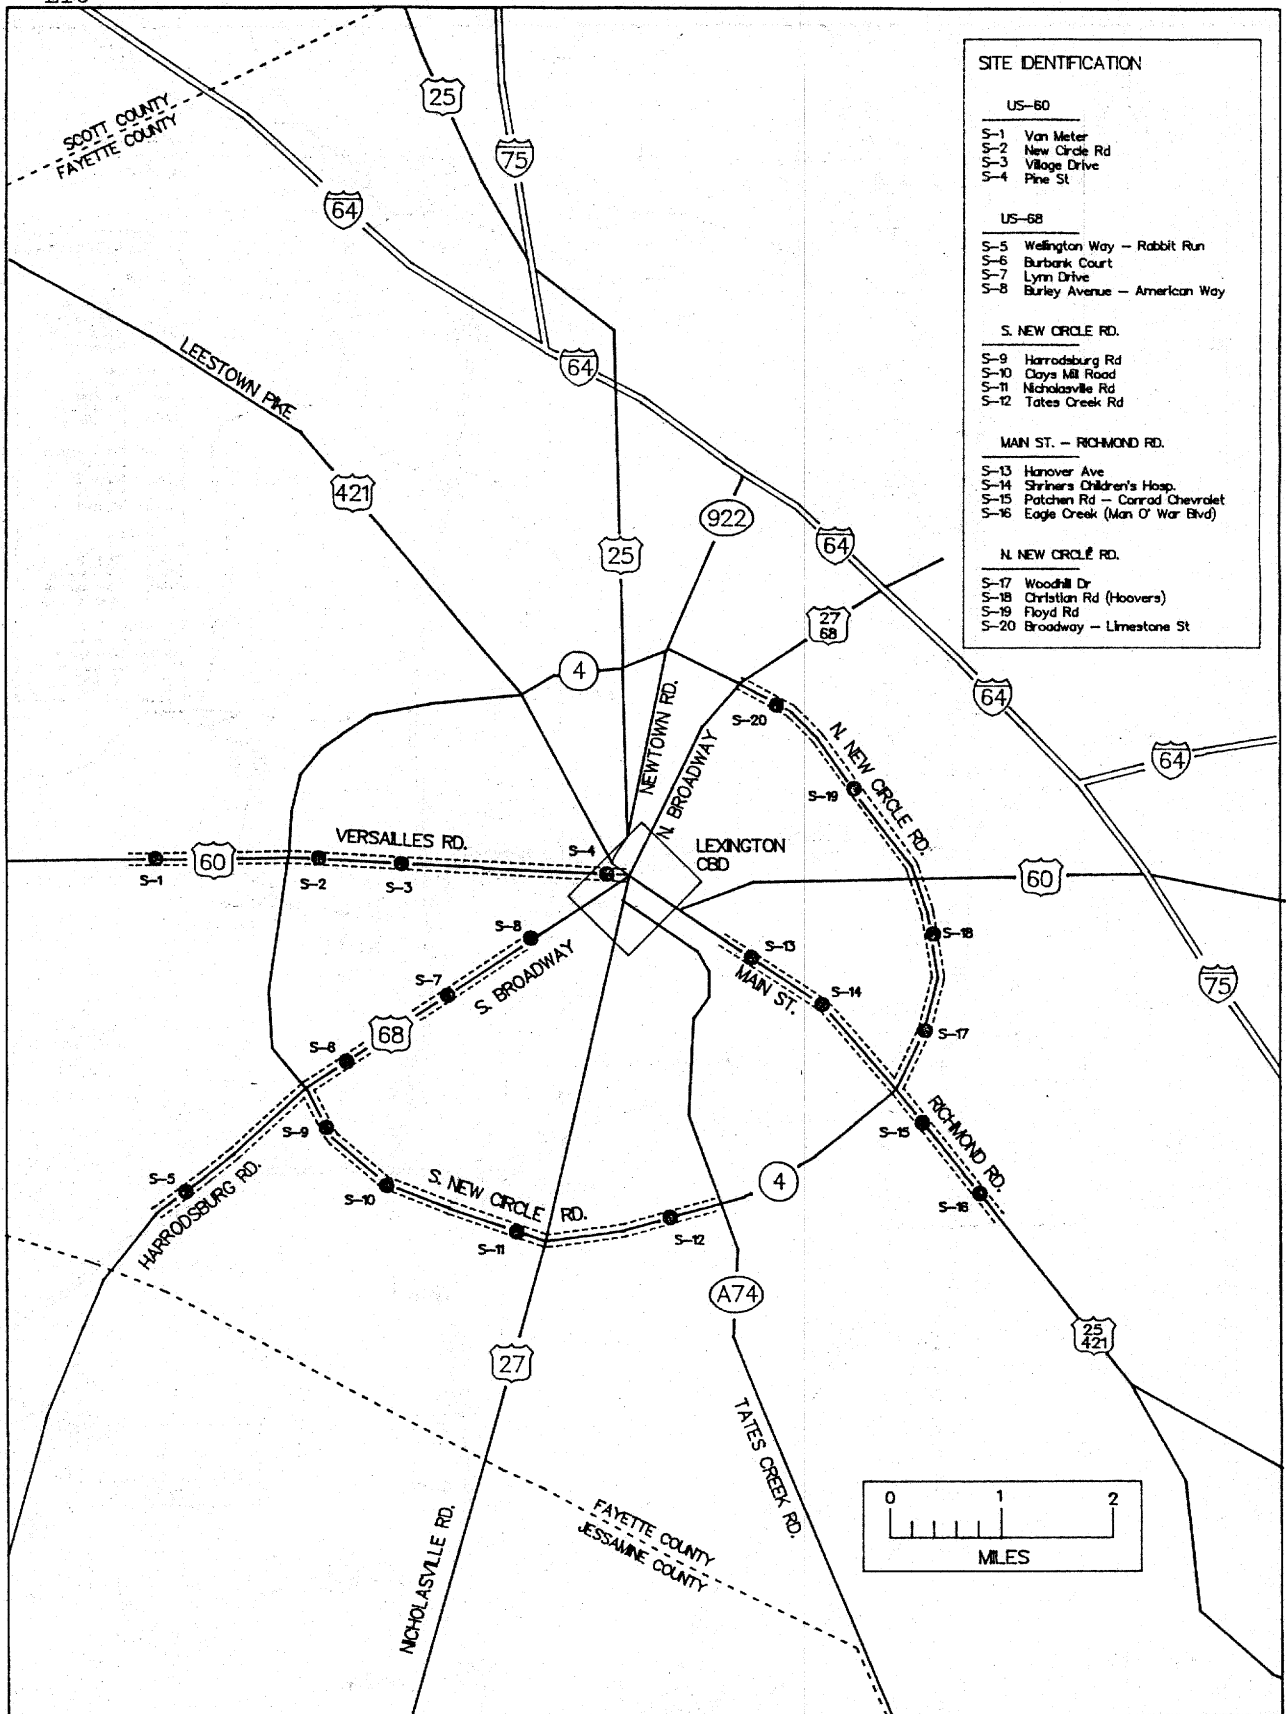 SITE IDENTIFICATION
US-60
S-1 Van Meter
S-2 New Circle Rd
S-3 Village Drive
S-4 Pine St
US-68
S-5 Wellington Way - Rabbit Run
S-6 Burbank Court
S-7 Lynn Drive
S-8 Burley Avenue - American Way
S. NEW CIRCLE RD.
S-9 Harrodsburg Rd
S-10 Clays Mill Road
S-11 Nicholasville Rd
S-12 Tates Creek Rd
MAIN ST. - RICHMOND RD.
S-13 Hanover Ave
S-14 Shriners Children's Hosp.
S-15 Patchen Rd - Conrad Chevrolet
S-16 Eagle Creek (Man O' War Blvd)
N. NEW CIRCLE RD.
S-17 Woodhill Dr
S-18 Christian Rd (Hoovers)
S-19 Floyd Rd
S-20 Broadway - Limestone St
SCOTT COUNTY
FAYETTE COUNTY
25
75
64
64
LEESTOWN PIKE
421
25
922
64
27
68
4
64
64
NEWTOWN RD.
N. BROADWAY
S-20
N. NEW CIRCLE RD.
S-19
VERSAILLES RD.
60
S-1
S-2
S-3
S-4
LEXINGTON
CBD
60
S-8
S-13
S-18
S-7
S. BROADWAY
MAIN ST.
S-14
75
68
S-6
S-17
S-9
S-15
RICHMOND RD.
S-5
HARRODSBURG RD.
S-10
S. NEW CIRCLE RD.
4
S-16
S-11
S-12
A74
25
421
27
TATES CREEK RD.
NICHOLASVILLE RD.
FAYETTE COUNTY
JESSAMINE COUNTY
0 1 2
MILES